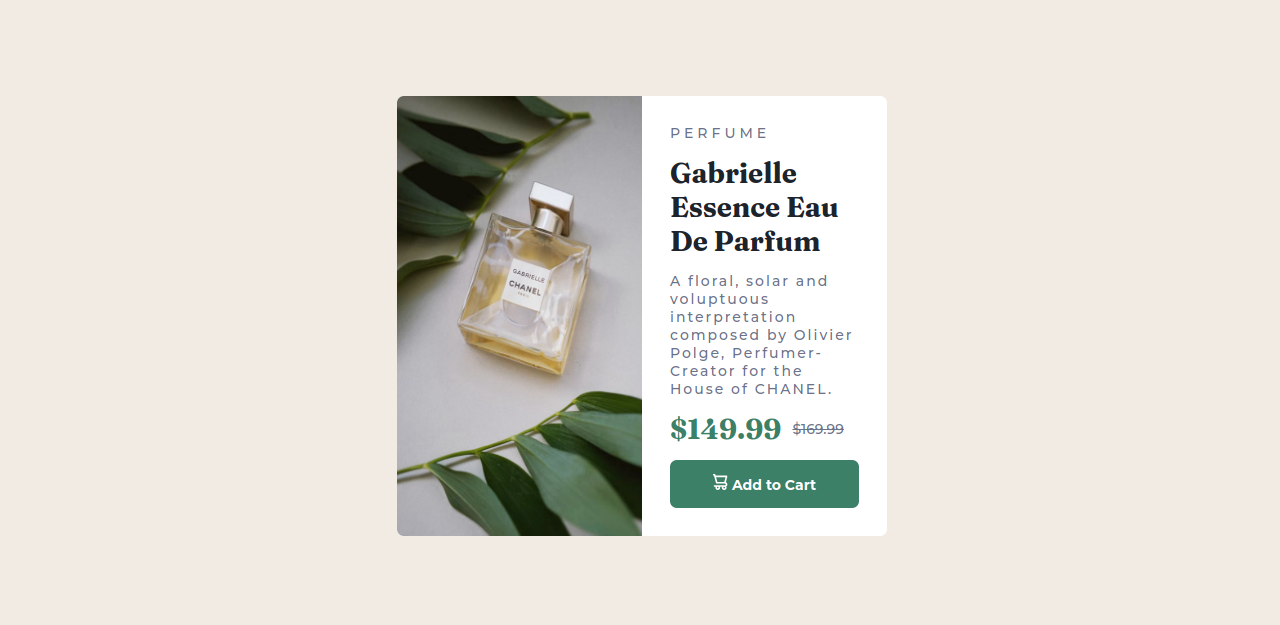 GABRIELLE
CHANEL
PARIS
PERFUME
Gabrielle
Essence Eau
De Parfum
A floral, solar and
voluptuous
interpretation
composed by Olivier
Polge, Perfumer-
Creator for the
House of CHANEL.
$149.99 $169.99
Add to Cart